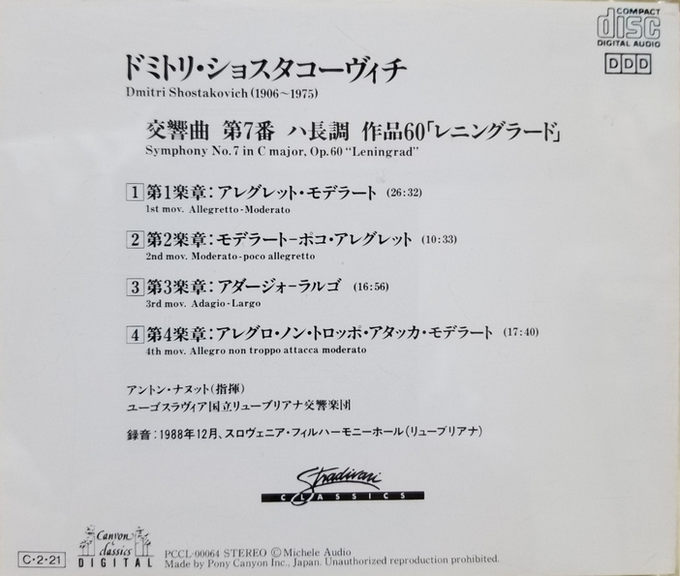 COMPACT
disc
DIGITAL AUDIO
DDD
ドミトリ・ショスタコーヴィチ
Dmitri Shostakovich (1906～1975)
交響曲 第7番 ハ長調 作品60「レニングラード」
Symphony No.7 in C major, Op.60 “Leningrad”
1 第1楽章：アレグレット・モデラート (26:32)
1st mov. Allegretto-Moderato
2 第2楽章：モデラート－ポコ・アレグレット (10:33)
2nd mov. Moderato-poco allegretto
3 第3楽章：アダージォ－ラルゴ (16:56)
3rd mov. Adagio-Largo
4 第4楽章：アレグロ・ノン・トロッポ・アタッカ・モデラート (17:40)
4th mov. Allegro non troppo attacca moderato
アントン・ナヌット(指揮)
ユーゴスラヴィア国立リューブリアナ交響楽団
録音：1988年12月、スロヴェニア・フィルハーモニーホール(リューブリアナ)
Stradivari
CLASSICS
C・2・21
Canyon
classics
DIGITAL
PCCL-00064 STEREO Ⓒ Michele Audio
Made by Pony Canyon Inc., Japan. Unauthorized reproduction prohibited.